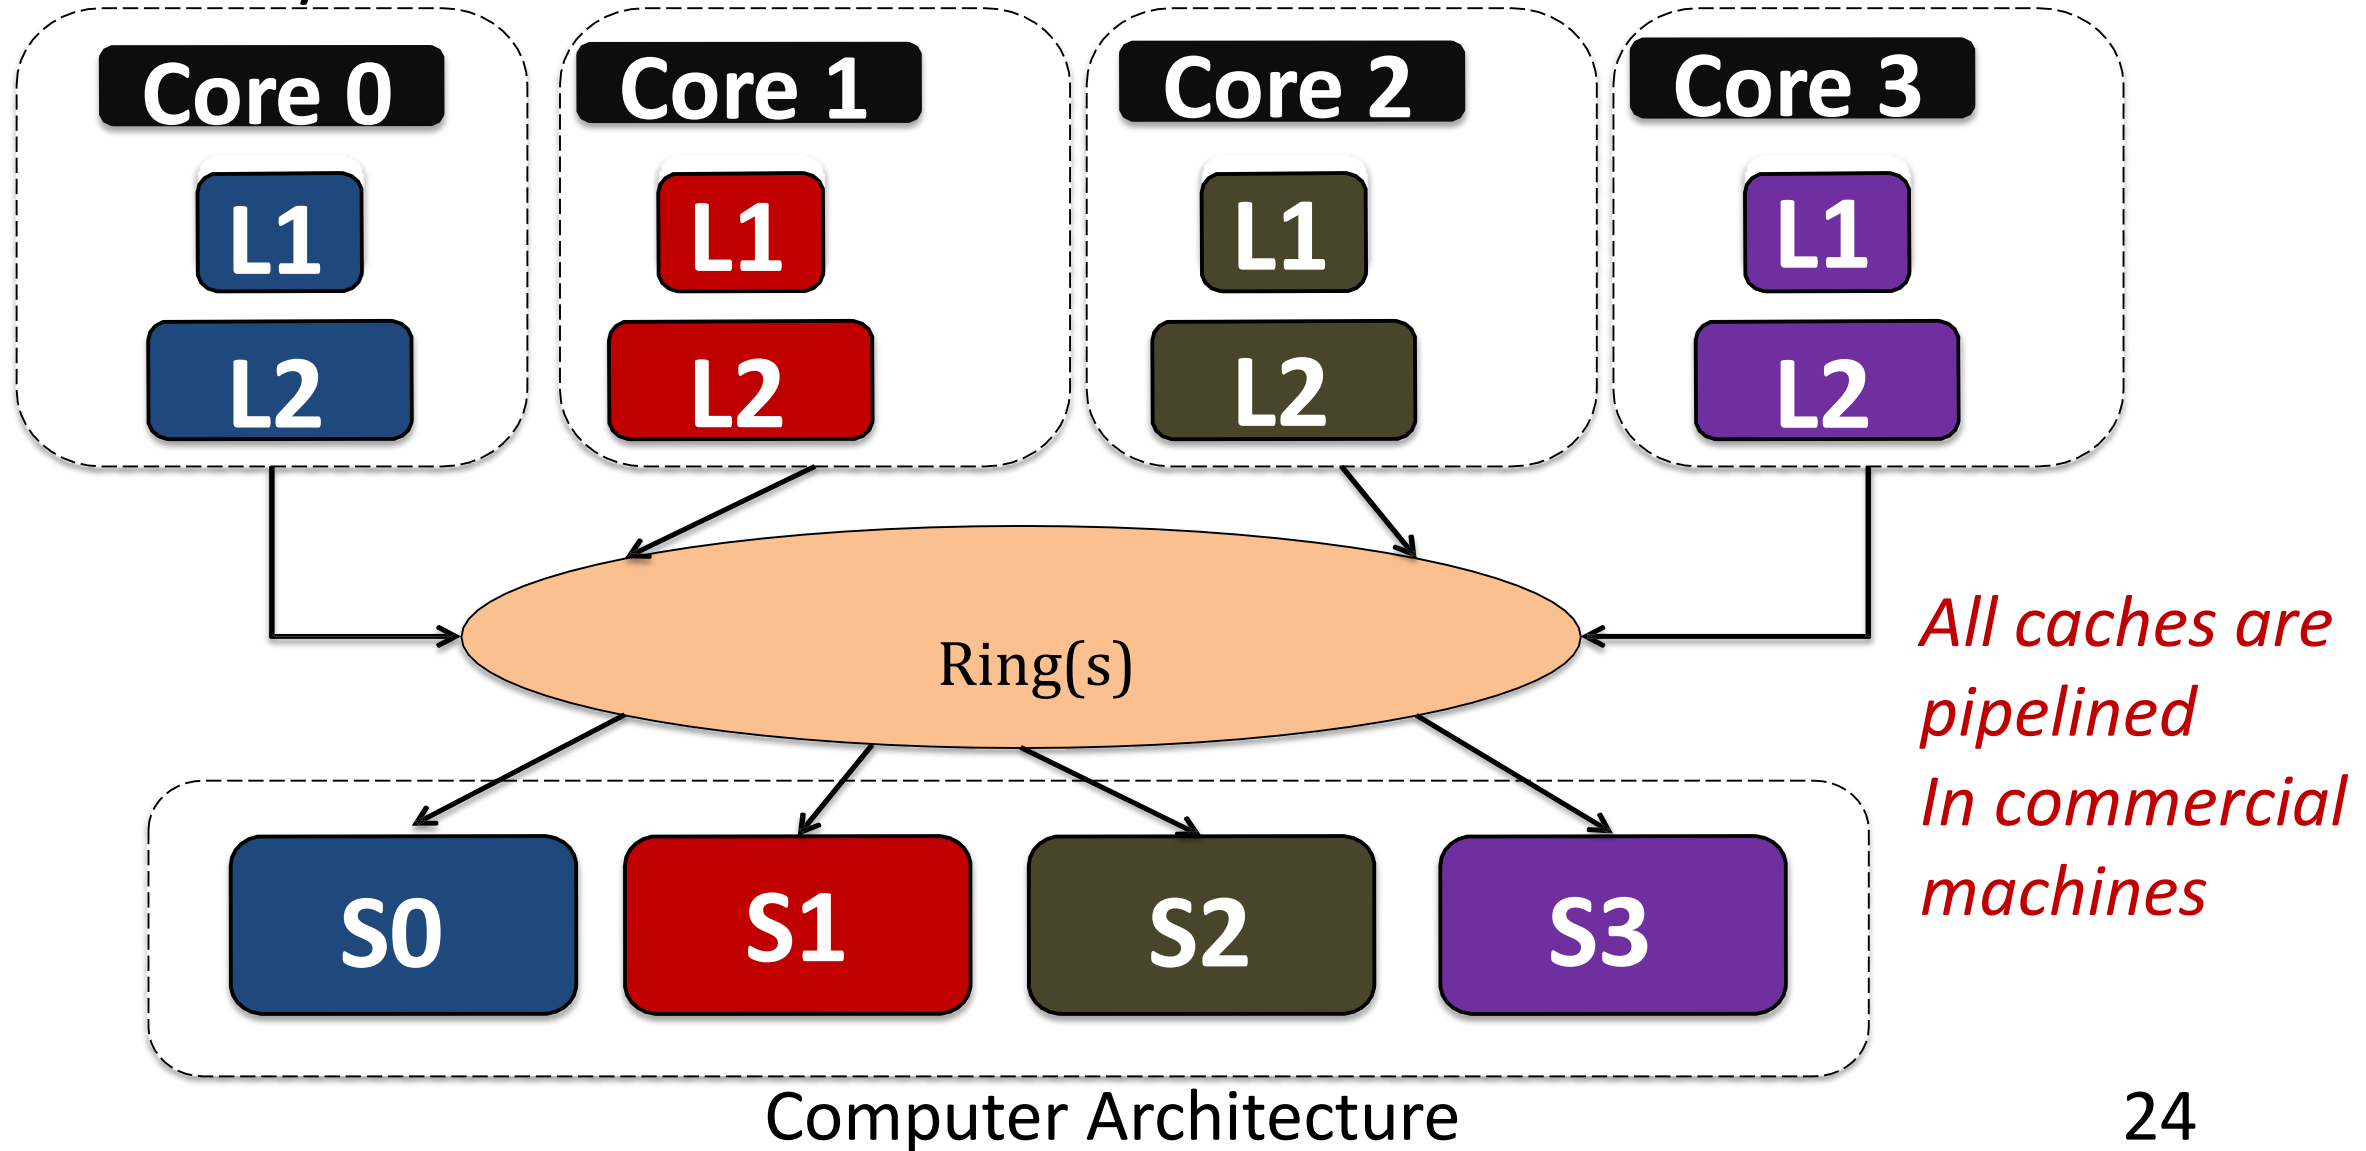 Core 0
Core 1
Core 2
Core 3
L1
L1
L1
L1
L2
L2
L2
L2
Ring(s)
All caches are
pipelined
In commercial
machines
S0
S1
S2
S3
Computer Architecture
24